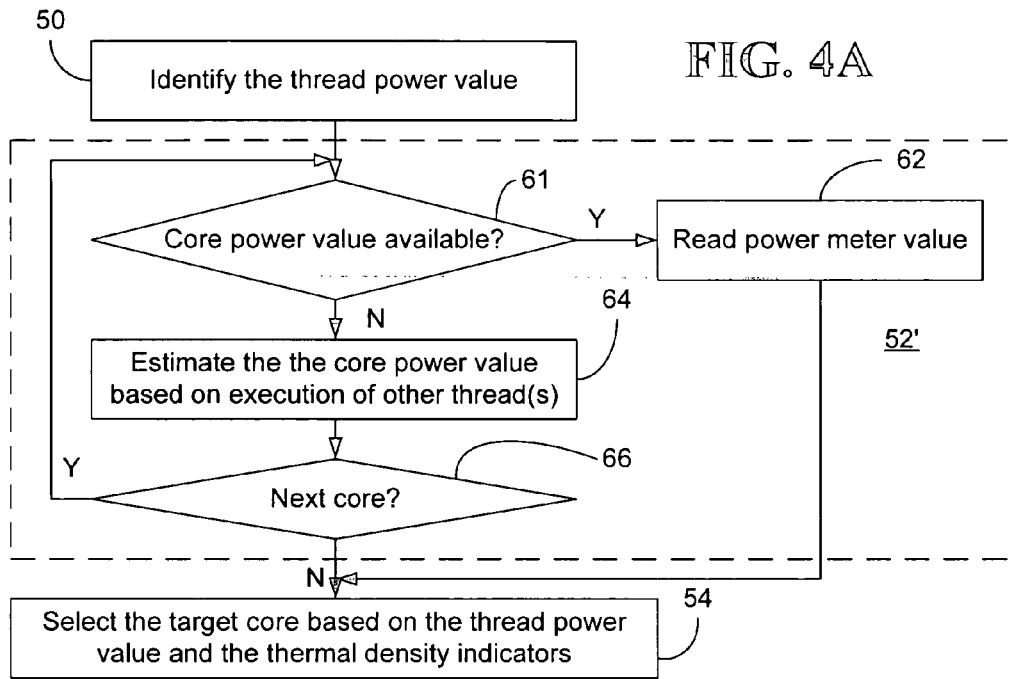 50
Identify the thread power value
FIG. 4A
61
62
Core power value available?
Y
Read power meter value
N
64
52'
Estimate the the core power value
based on execution of other thread(s)
Y
66
Next core?
N
54
Select the target core based on the thread power
value and the thermal density indicators